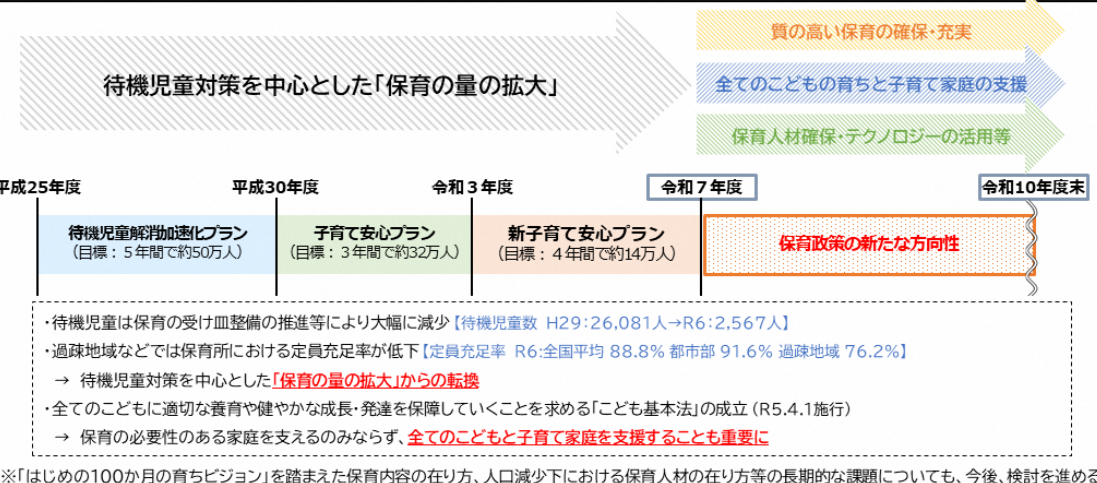 質の高い保育の確保・充実
待機児童対策を中心とした「保育の量の拡大」
全てのこどもの育ちと子育て家庭の支援
保育人材確保・テクノロジーの活用等
平成25年度
平成30年度
令和3年度
令和7年度
令和10年度末
待機児童解消加速化プラン
（目標：5年間で約50万人）
子育て安心プラン
（目標：3年間で約32万人）
新子育て安心プラン
（目標：4年間で約14万人）
保育政策の新たな方向性
・待機児童は保育の受け皿整備の推進等により大幅に減少【待機児童数 H29：26,081人→R6：2,567人】
・過疎地域などでは保育所における定員充足率が低下【定員充足率 R6:全国平均 88.8% 都市部 91.6% 過疎地域 76.2%】
→ 待機児童対策を中心とした「保育の量の拡大」からの転換
・全てのこどもに適切な養育や健やかな成長・発達を保障していくことを求める「こども基本法」の成立（R5.4.1施行）
→ 保育の必要性のある家庭を支えるのみならず、全てのこどもと子育て家庭を支援することも重要に
※「はじめの100か月の育ちビジョン」を踏まえた保育内容の在り方、人口減少下における保育人材の在り方等の長期的な課題についても、今後、検討を進める